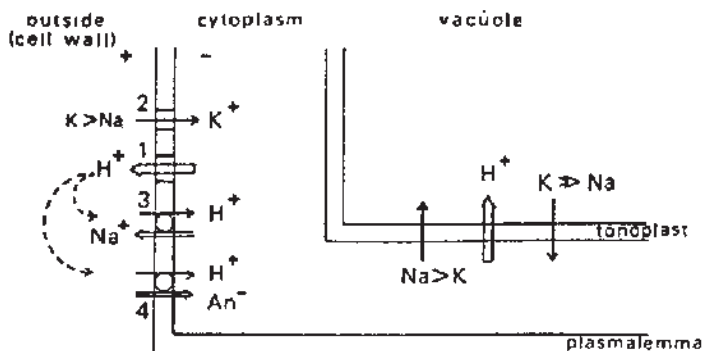 outside cytoplasm vacuole
(cell wall)
+ −
2
K>Na K⁺
1
H⁺
H⁺ K≫Na
3
H⁺
Na⁺
tonoplast
Na>K
H⁺
An⁻
4
plasmalemma